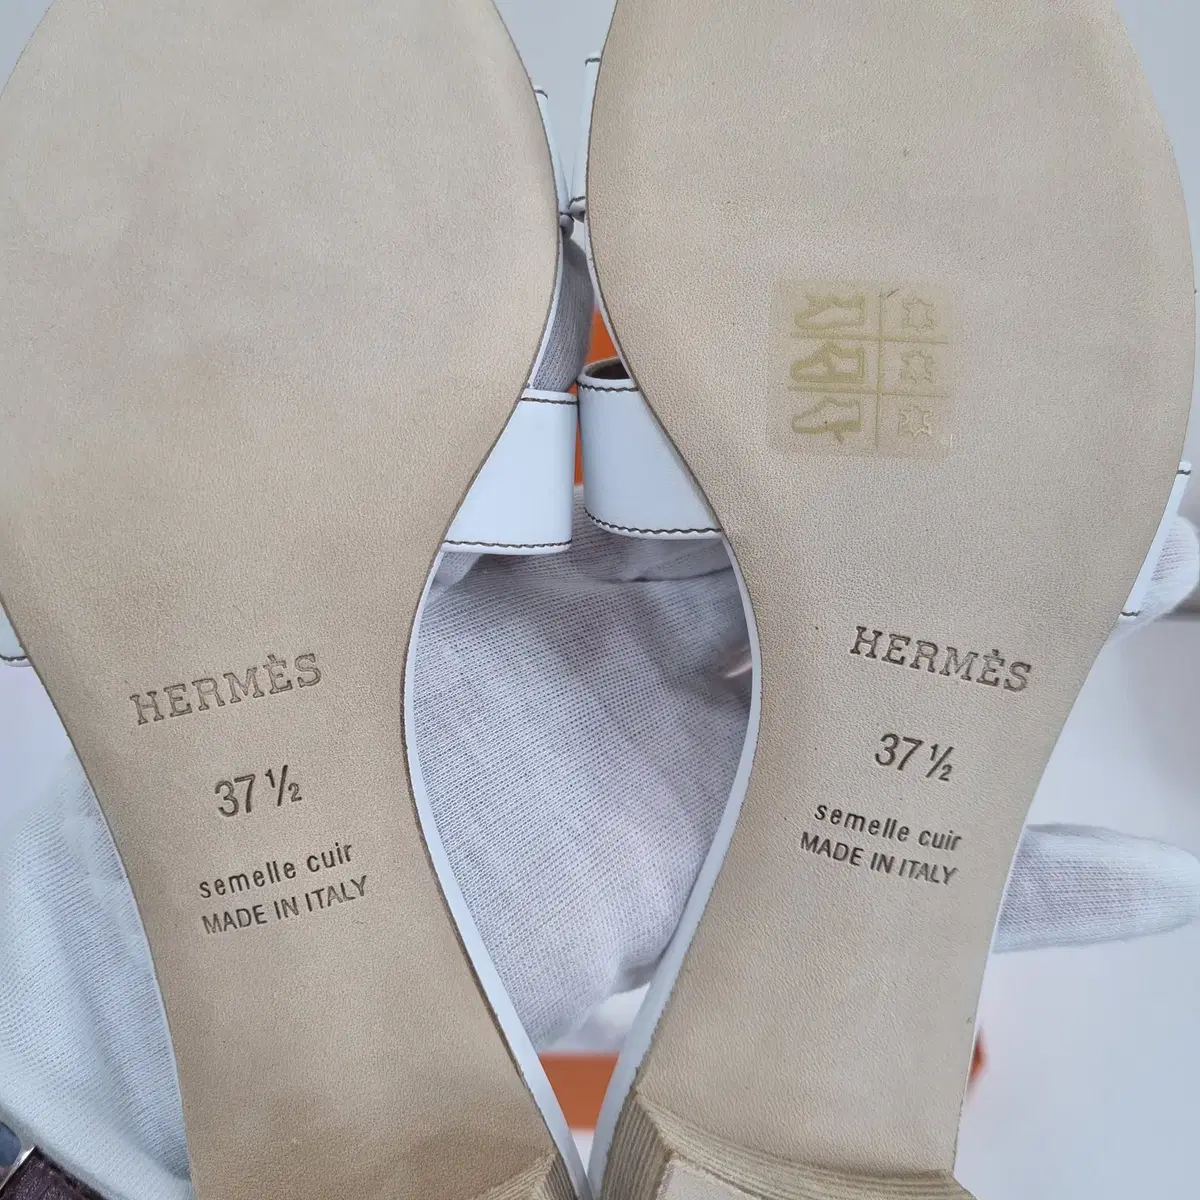 HERMÈS
37 ½
semelle cuir
MADE IN ITALY
HERMÈS
37 ½
semelle cuir
MADE IN ITALY